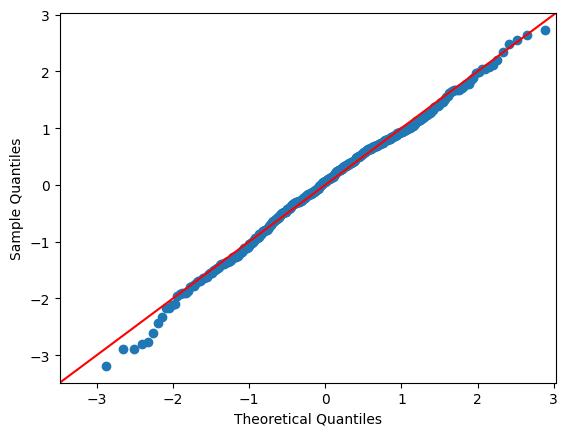 3
2
1
0
−1
−2
−3
Sample Quantiles
−3 −2 −1 0 1 2 3
Theoretical Quantiles